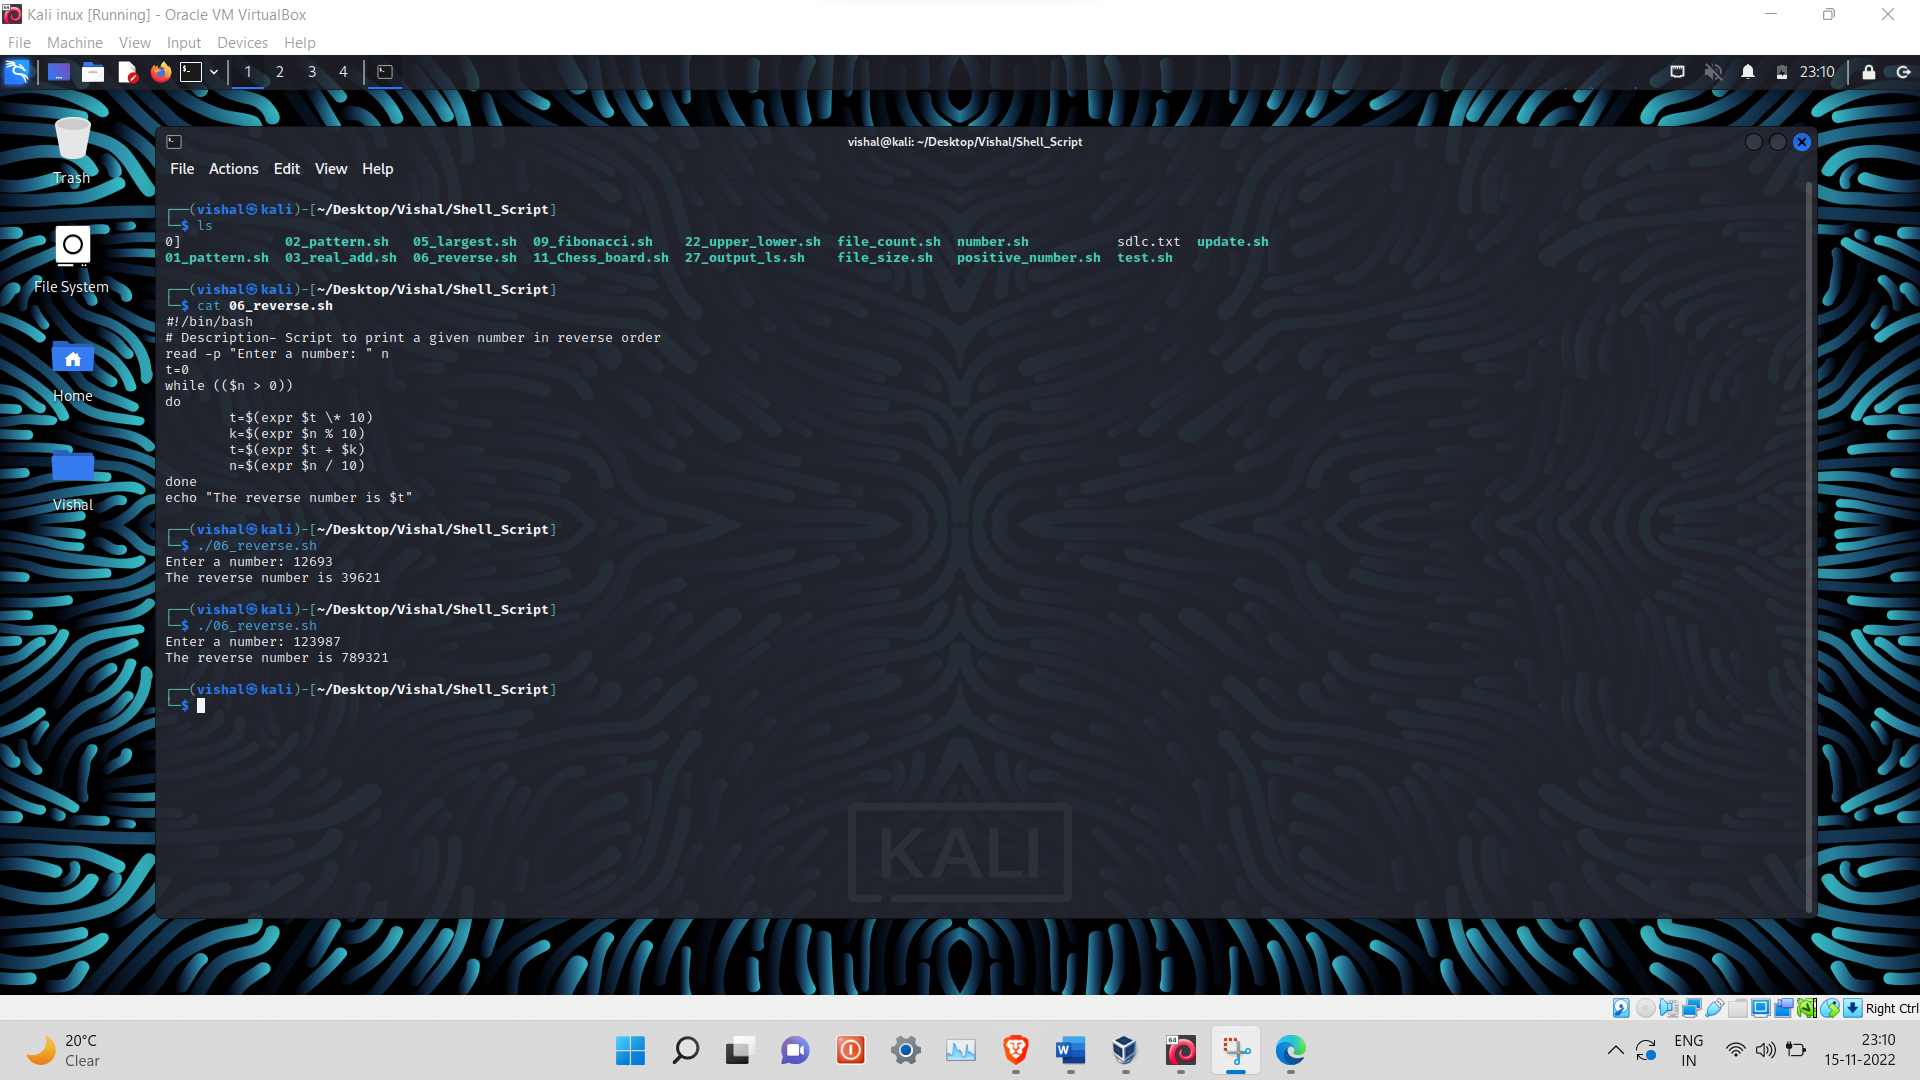 Kali inux [Running] - Oracle VM VirtualBox
File Machine View Input Devices Help
1 2 3 4 23:10
Trash
File System
Home
Vishal
vishal@kali: ~/Desktop/Vishal/Shell_Script
File Actions Edit View Help
┌──(vishal㉿kali)-[~/Desktop/Vishal/Shell_Script]
└─$ ls
0] 02_pattern.sh 05_largest.sh 09_fibonacci.sh 22_upper_lower.sh file_count.sh number.sh sdlc.txt update.sh
01_pattern.sh 03_real_add.sh 06_reverse.sh 11_Chess_board.sh 27_output_ls.sh file_size.sh positive_number.sh test.sh
┌──(vishal㉿kali)-[~/Desktop/Vishal/Shell_Script]
└─$ cat 06_reverse.sh
#!/bin/bash
# Description- Script to print a given number in reverse order
read -p "Enter a number: " n
t=0
while (($n > 0))
do
t=$(expr $t \* 10)
k=$(expr $n % 10)
t=$(expr $t + $k)
n=$(expr $n / 10)
done
echo "The reverse number is $t"
┌──(vishal㉿kali)-[~/Desktop/Vishal/Shell_Script]
└─$ ./06_reverse.sh
Enter a number: 12693
The reverse number is 39621
┌──(vishal㉿kali)-[~/Desktop/Vishal/Shell_Script]
└─$ ./06_reverse.sh
Enter a number: 123987
The reverse number is 789321
┌──(vishal㉿kali)-[~/Desktop/Vishal/Shell_Script]
└─$
KALI
Right Ctrl
20°C
Clear
ENG
IN
23:10
15-11-2022